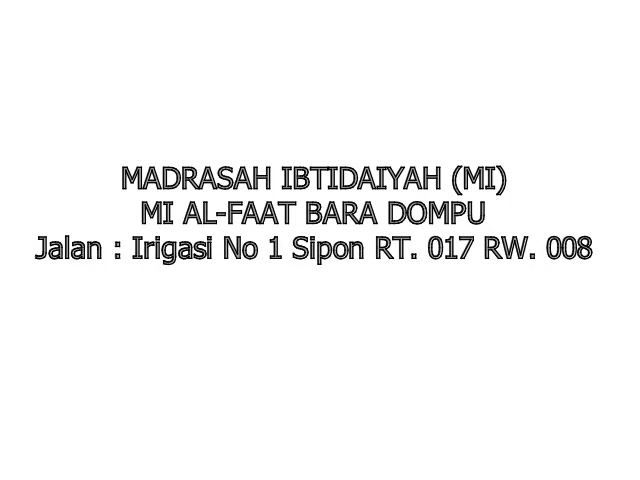 MADRASAH IBTIDAIYAH (MI)
MI AL-FAAT BARA DOMPU
Jalan : Irigasi No 1 Sipon RT. 017 RW. 008